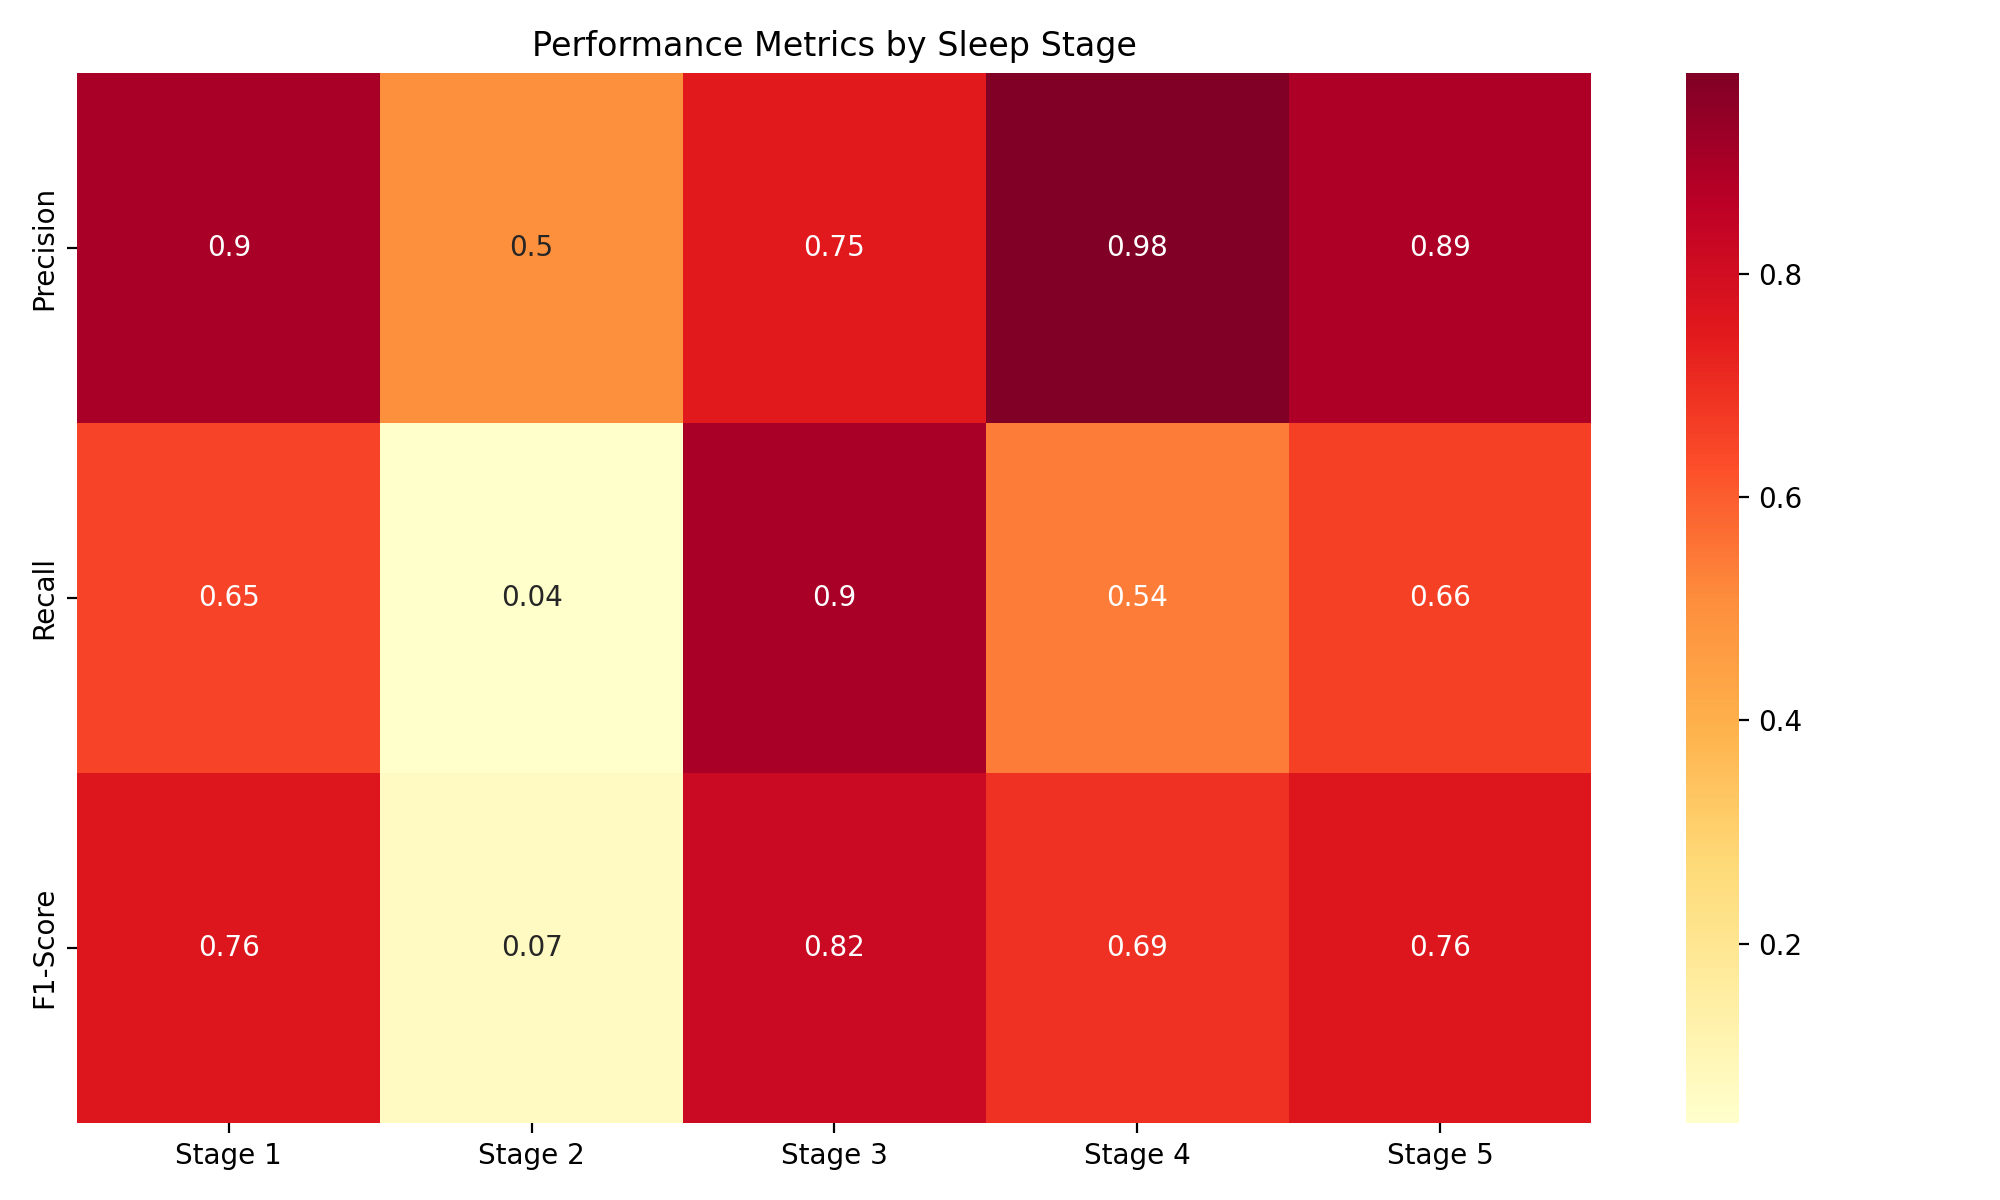 Performance Metrics by Sleep Stage
Precision
0.9 0.5 0.75 0.98 0.89
Recall
0.65 0.04 0.9 0.54 0.66
F1-Score
0.76 0.07 0.82 0.69 0.76
Stage 1 Stage 2 Stage 3 Stage 4 Stage 5
0.8
0.6
0.4
0.2